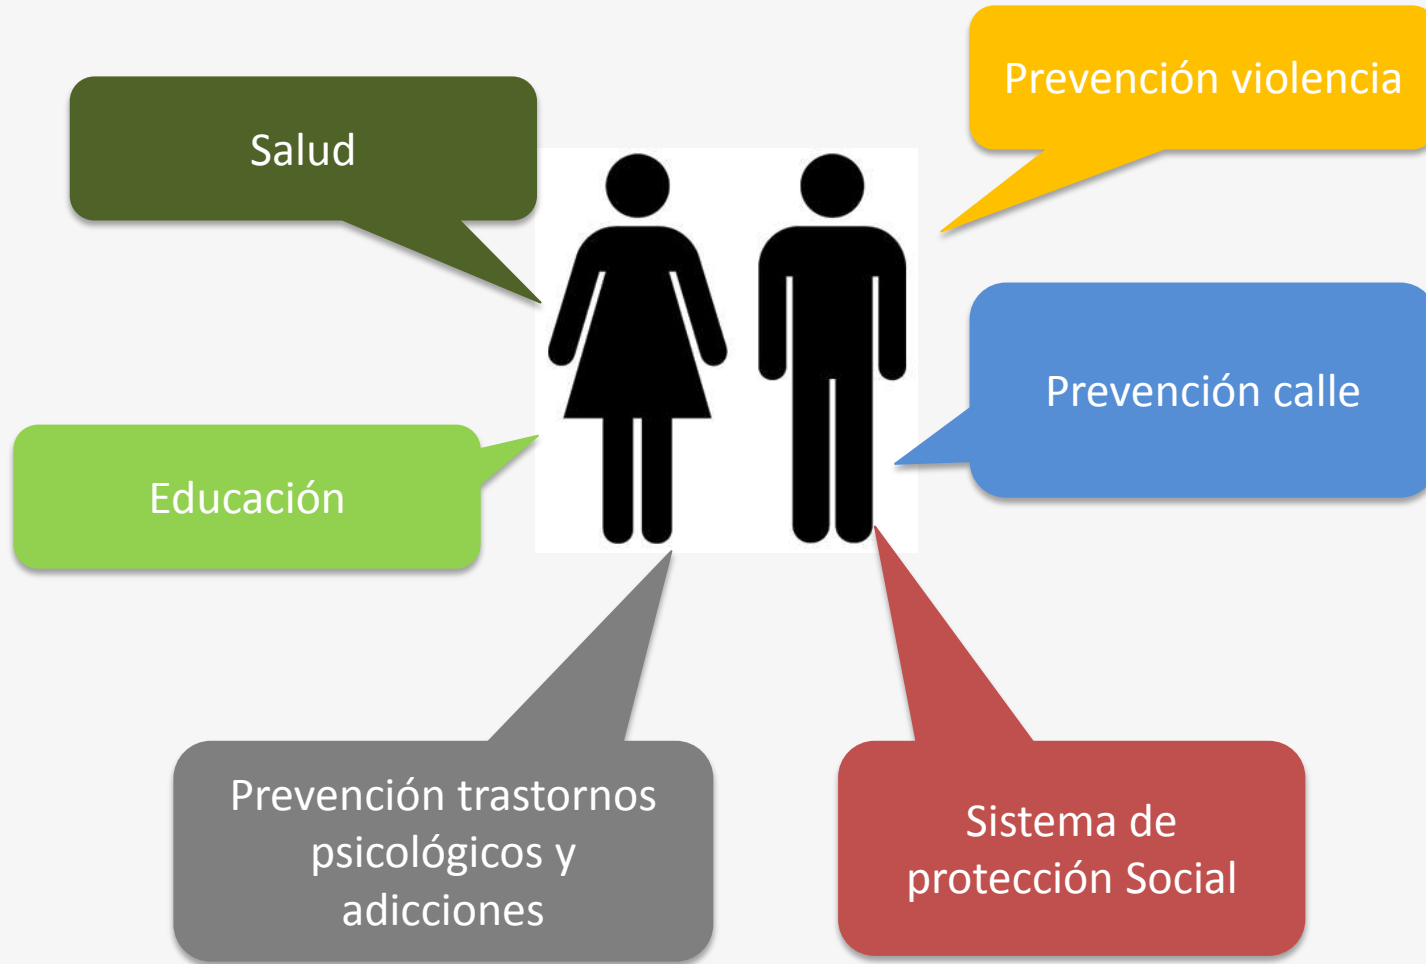 Salud
Prevención violencia
Educación
Prevención calle
Prevención trastornos
psicológicos y
adicciones
Sistema de
protección Social